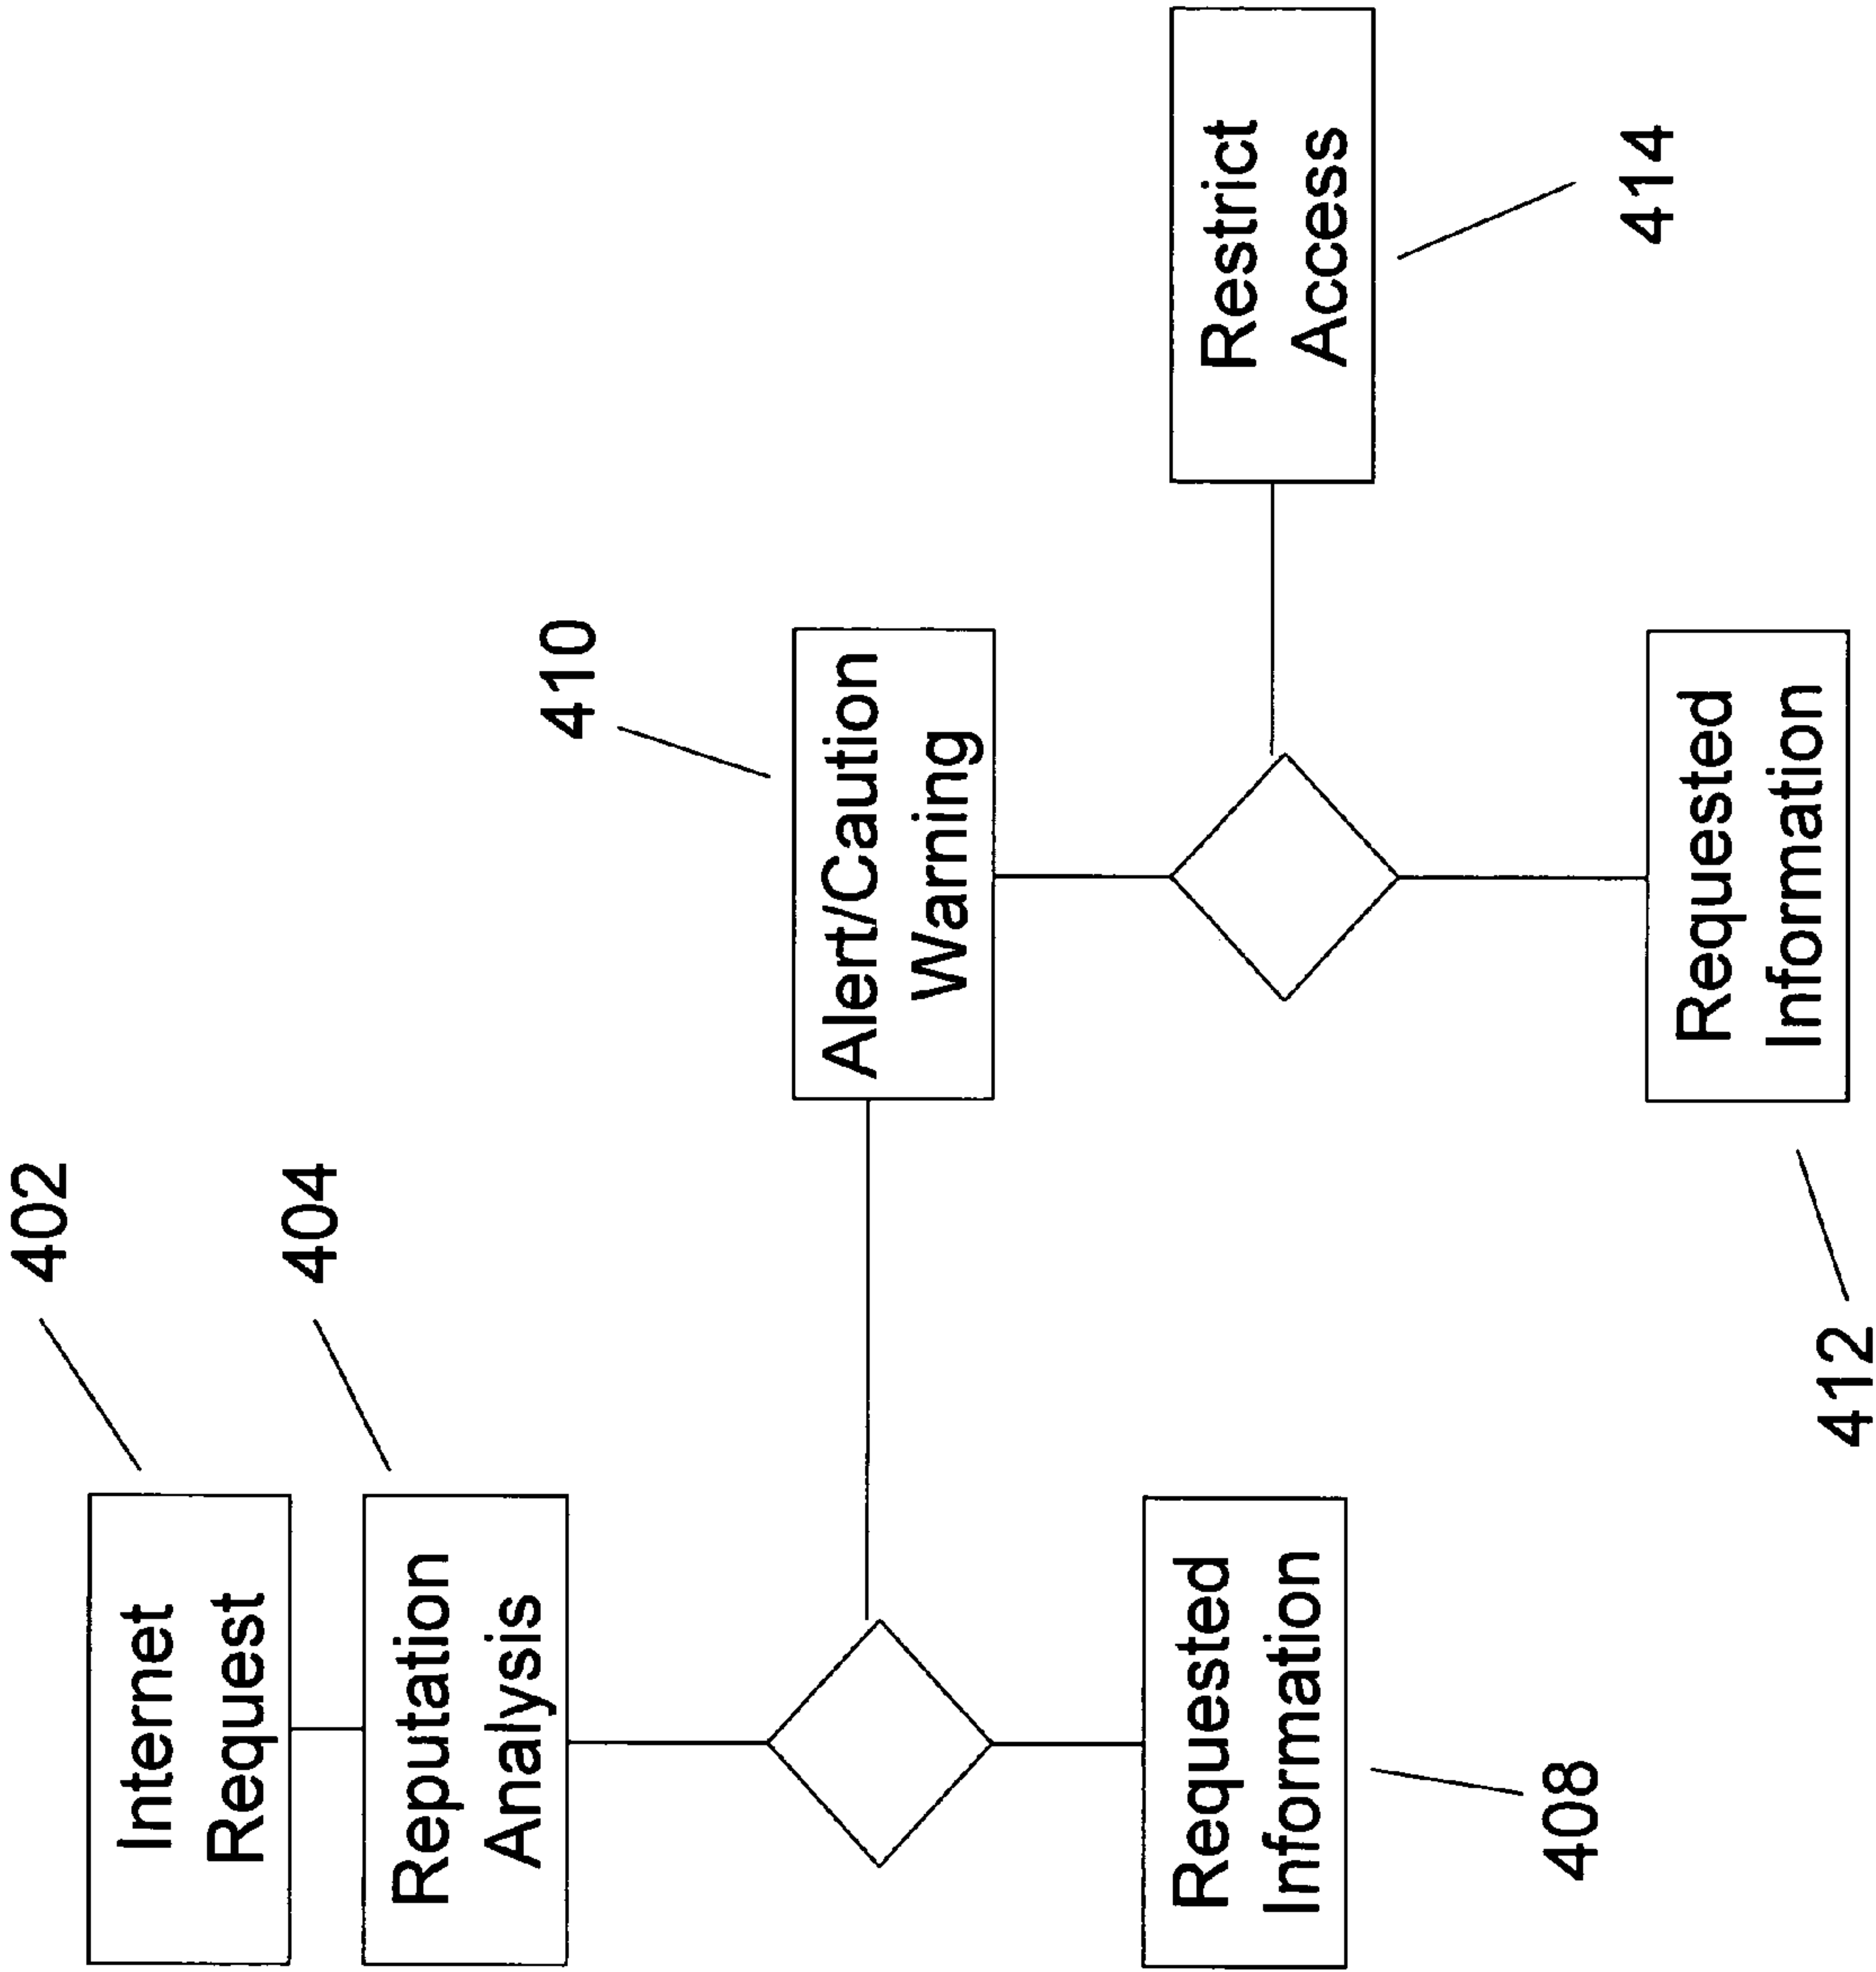 402
Internet
Request
404
Reputation
Analysis
Requested
Information
408
410
Alert/Caution
Warning
Requested
Information
412
Restrict
Access
414